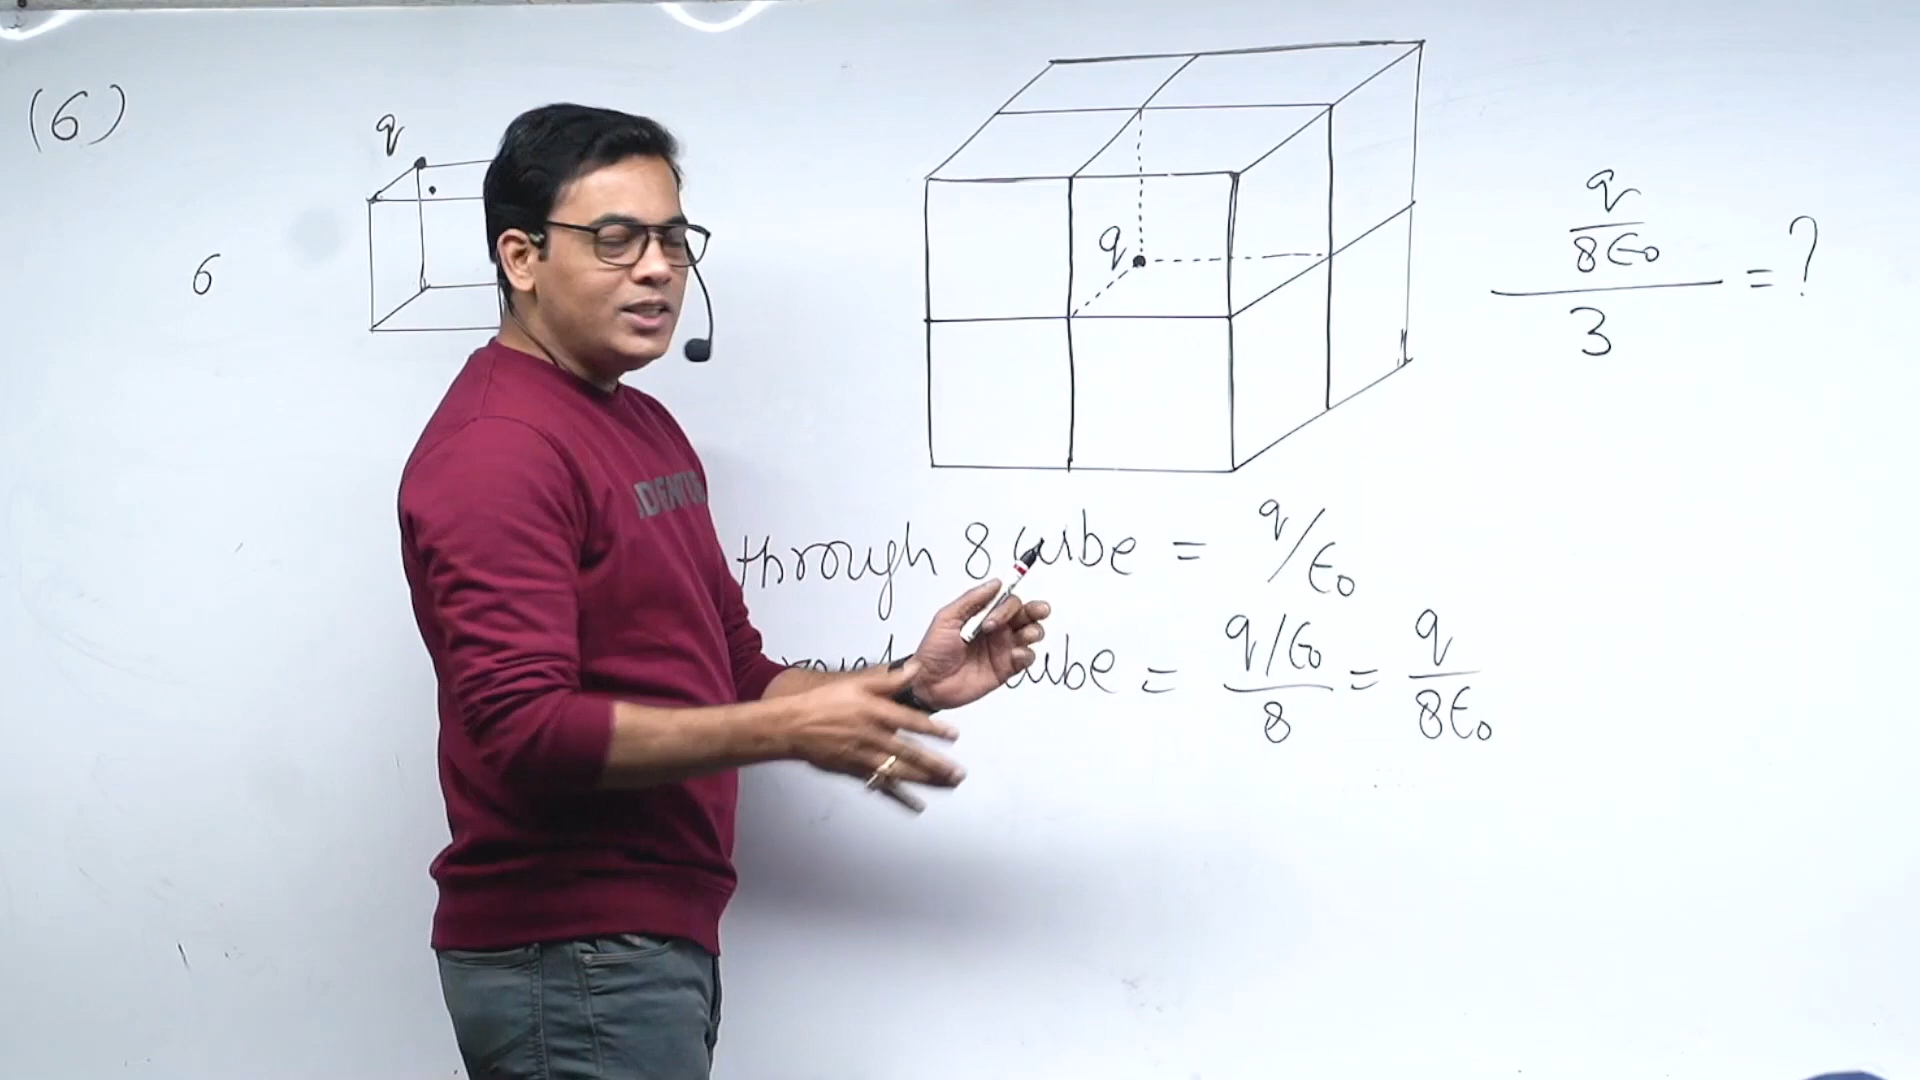 (6)
q
6
q
q/8ε₀ / 3 = ?
through 8 cube = q/ε₀
cube = (q/ε₀)/8 = q/8ε₀